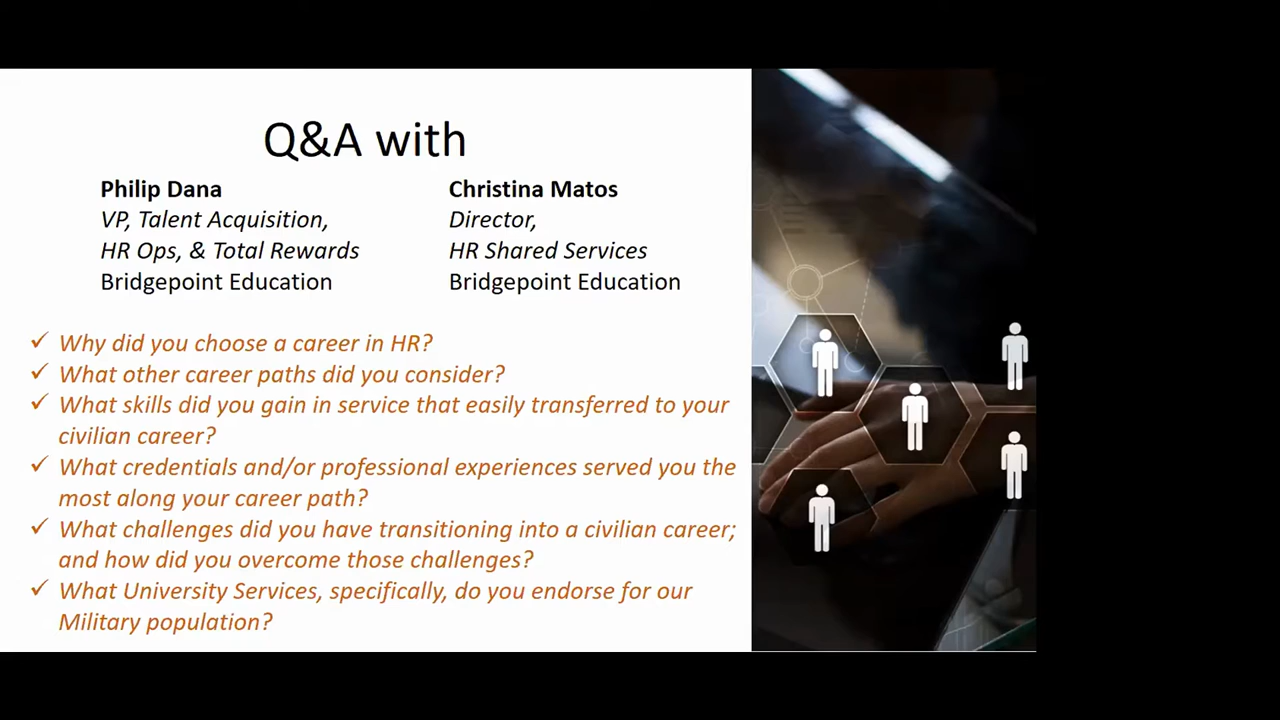 Q&A with
Philip Dana
VP, Talent Acquisition,
HR Ops, & Total Rewards
Bridgepoint Education
Christina Matos
Director,
HR Shared Services
Bridgepoint Education
✓ Why did you choose a career in HR?
✓ What other career paths did you consider?
✓ What skills did you gain in service that easily transferred to your
civilian career?
✓ What credentials and/or professional experiences served you the
most along your career path?
✓ What challenges did you have transitioning into a civilian career;
and how did you overcome those challenges?
✓ What University Services, specifically, do you endorse for our
Military population?